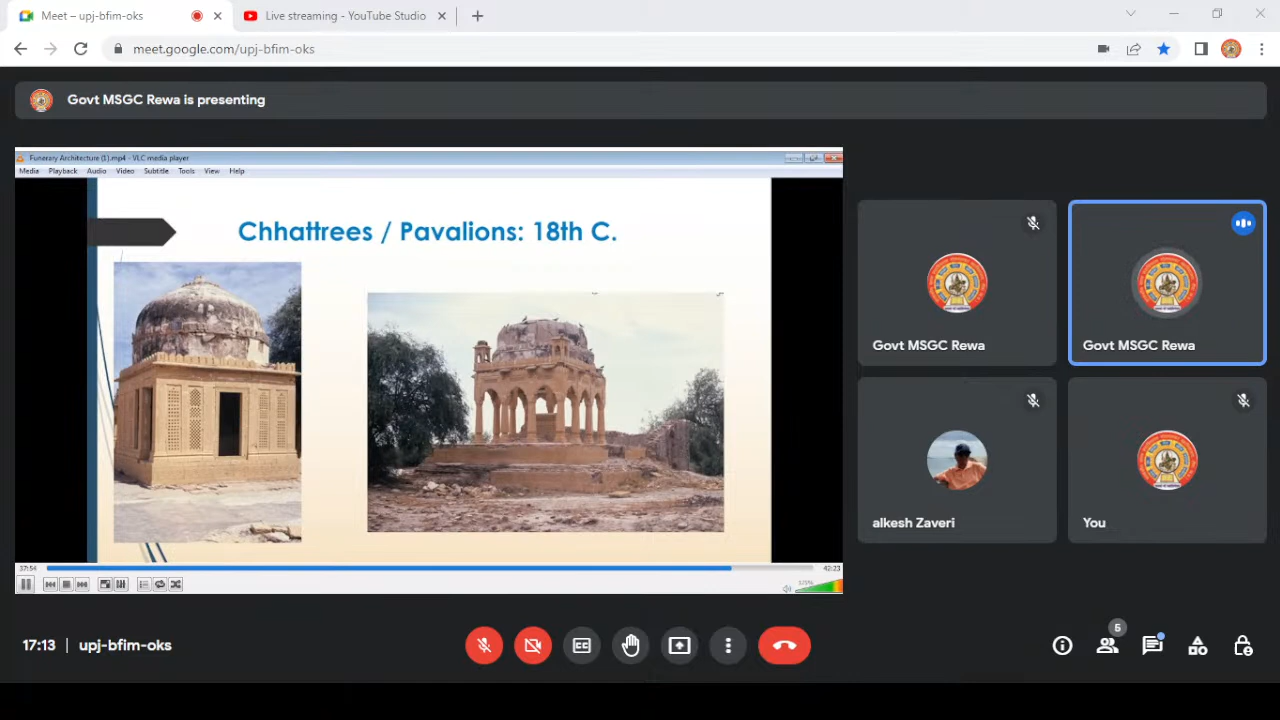 Meet – upj-bfim-oks
Live streaming - YouTube Studio
meet.google.com/upj-bfim-oks
Govt MSGC Rewa is presenting
Funerary Architecture (1).mp4 - VLC media player
Media Playback Audio Video Subtitle Tools View Help
Chhattrees / Pavalions: 18th C.
37:54
42:23
Govt MSGC Rewa
Govt MSGC Rewa
alkesh Zaveri
You
17:13 | upj-bfim-oks
5